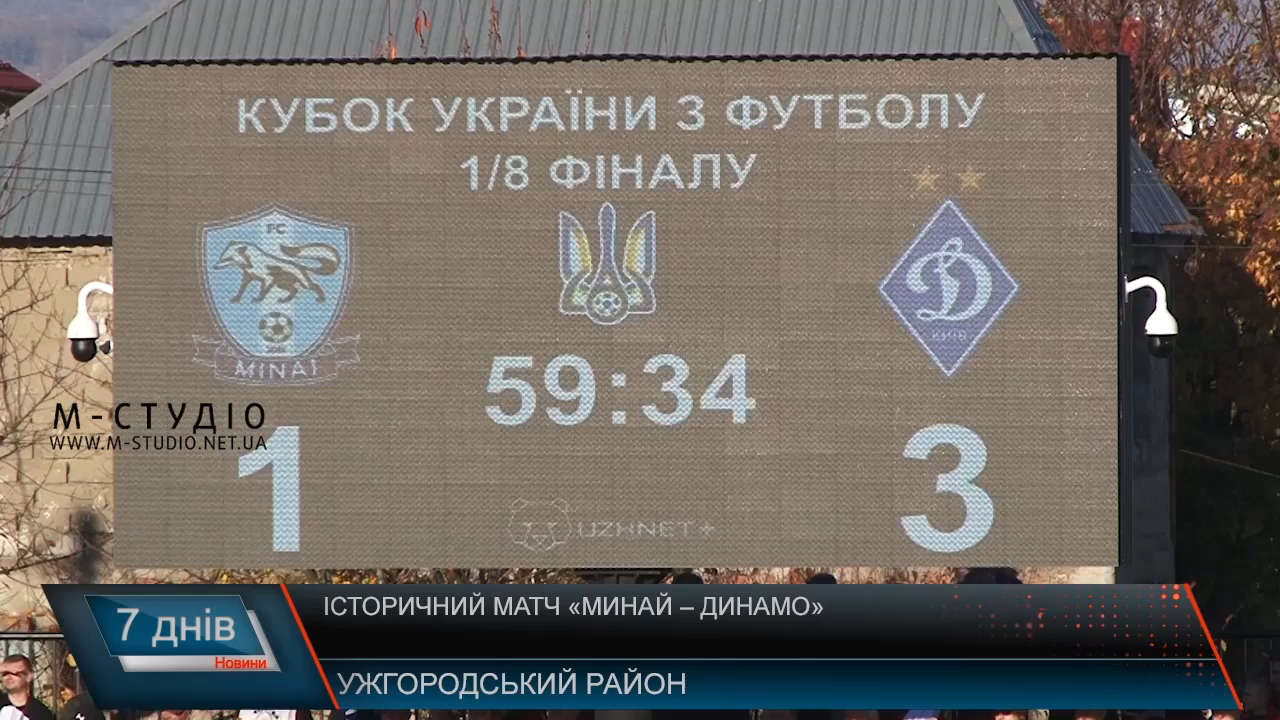 КУБОК УКРАЇНИ З ФУТБОЛУ
1/8 ФІНАЛУ
FC
MINAI
Д
КИЇВ
59:34
М-СТУДІО
WWW.M-STUDIO.NET.UA
1
3
UZHNET+
ІСТОРИЧНИЙ МАТЧ «МИНАЙ – ДИНАМО»
7 днів
Новини
УЖГОРОДСЬКИЙ РАЙОН